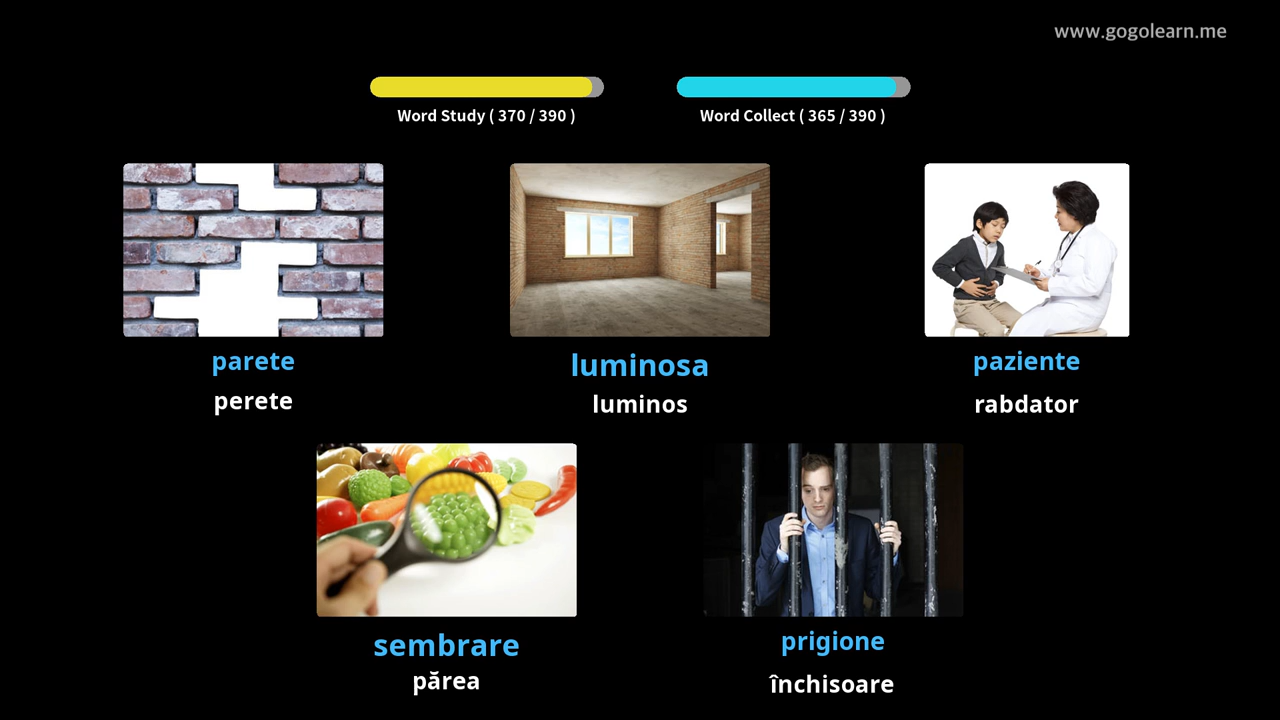 www.gogolearn.me
Word Study ( 370 / 390 )
Word Collect ( 365 / 390 )
parete
perete
luminosa
luminos
paziente
rabdator
sembrare
părea
prigione
închisoare